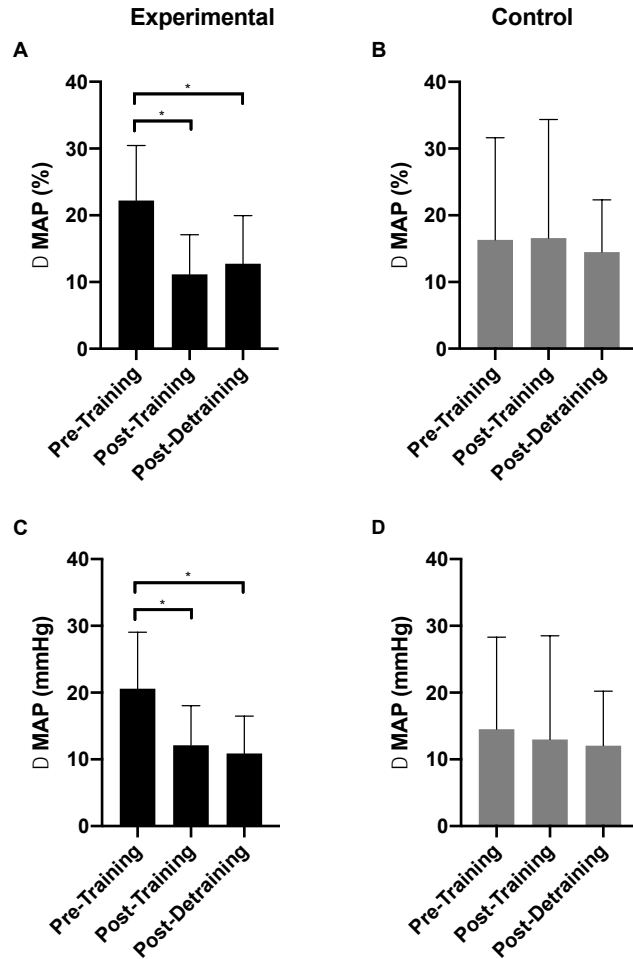 Experimental
Control
A
40
30
20
10
0
D MAP (%)
*
*
Pre-Training
Post-Training
Post-Detraining
B
40
30
20
10
0
D MAP (%)
Pre-Training
Post-Training
Post-Detraining
C
40
30
20
10
0
D MAP (mmHg)
*
*
Pre-Training
Post-Training
Post-Detraining
D
40
30
20
10
0
D MAP (mmHg)
Pre-Training
Post-Training
Post-Detraining